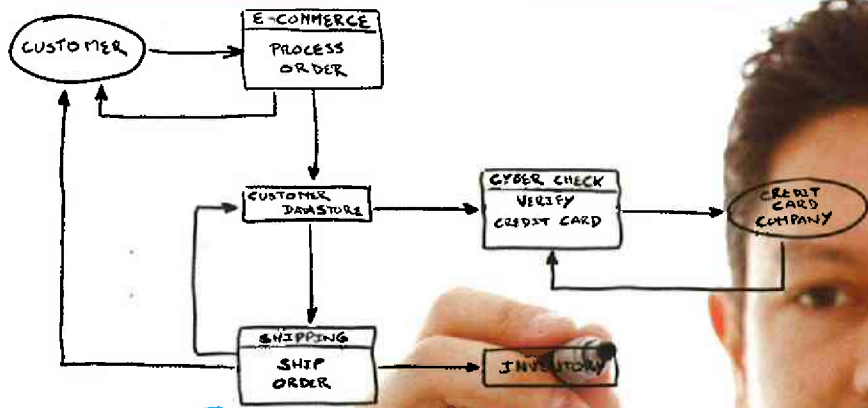 E-COMMERCE
CUSTOMER
PROCESS
ORDER
CUSTOMER
DATASTORE
CYBER CHECK
VERIFY
CREDIT CARD
CREDIT
CARD
COMPANY
SHIPPING
SHIP
ORDER
INVENTORY